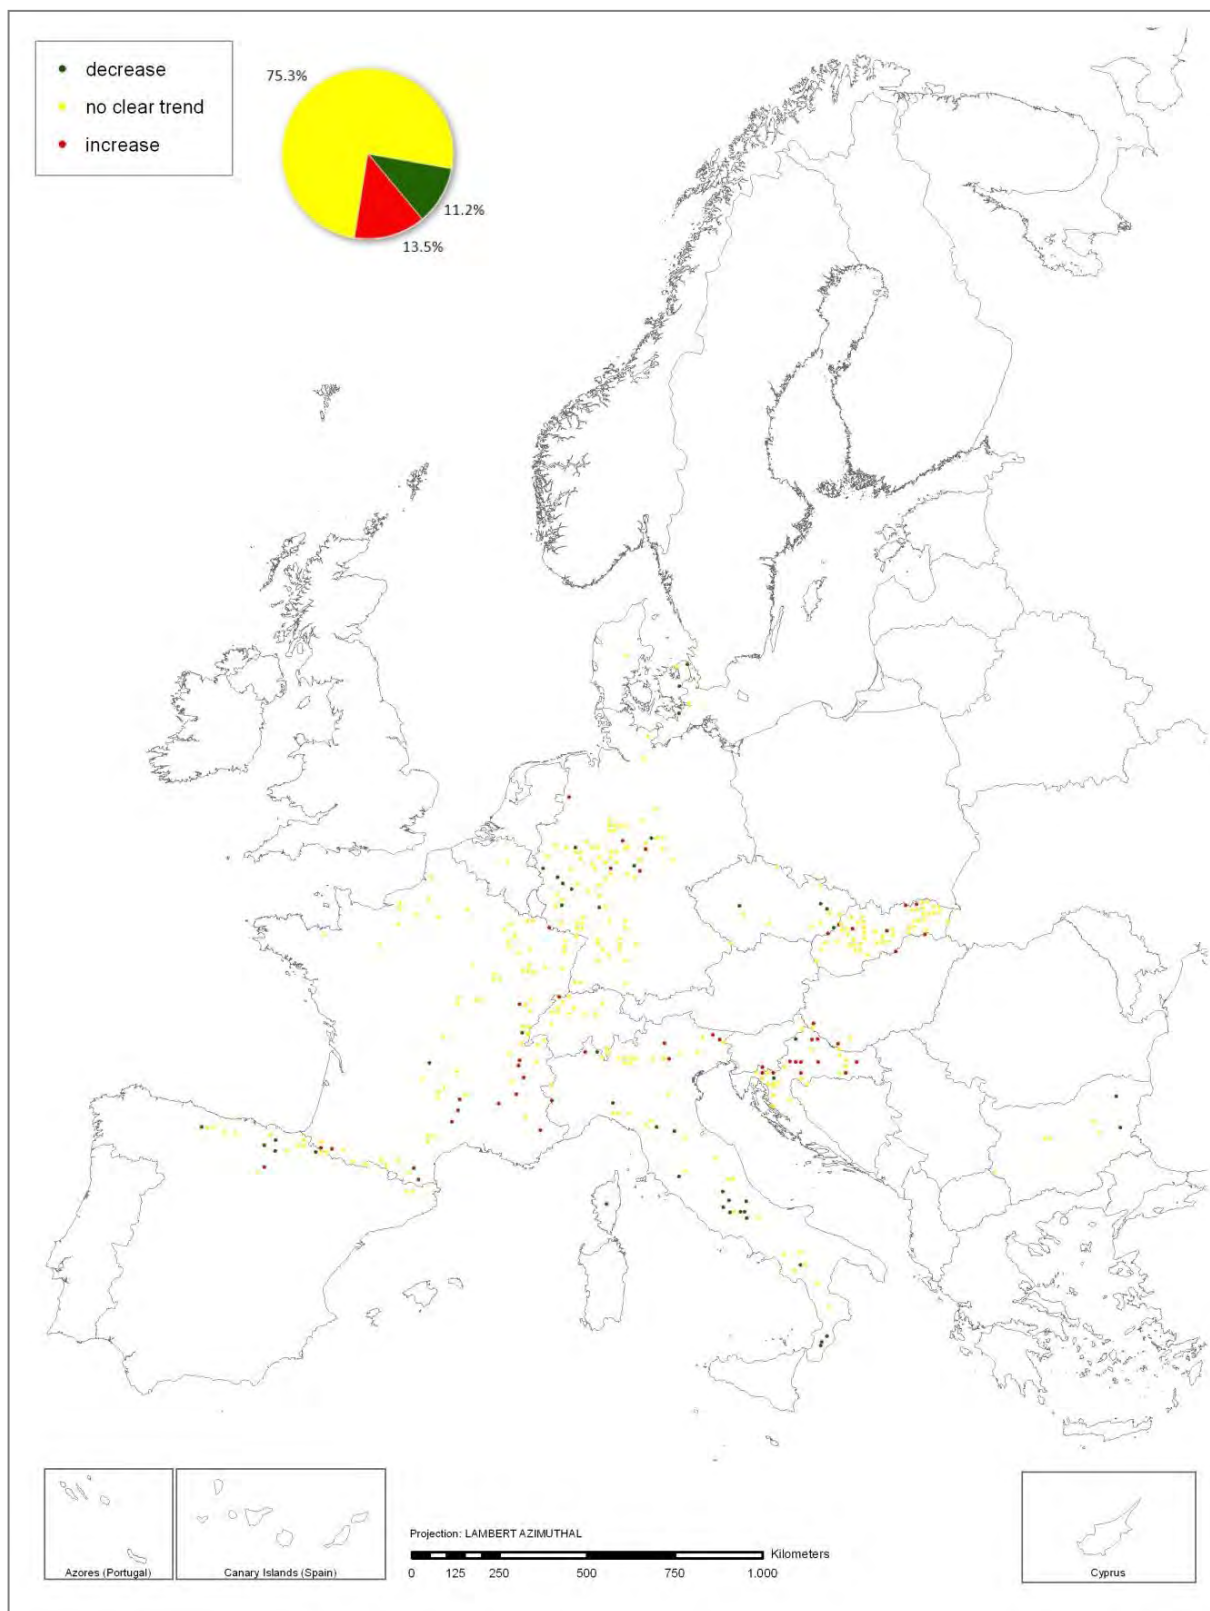 decrease
no clear trend
increase
75.3%
11.2%
13.5%
Projection: LAMBERT AZIMUTHAL
Kilometers
0 125 250 500 750 1.000
Azores (Portugal)
Canary Islands (Spain)
Cyprus